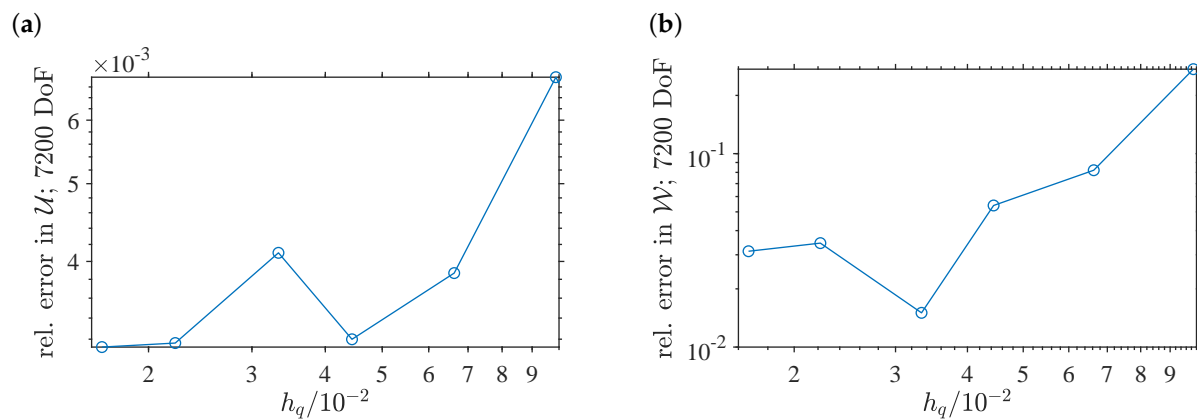 (a)
×10⁻³
rel. error in 𝒰; 7200 DoF
6
5
4
2 3 4 5 6 7 8 9
h_q/10⁻²
(b)
rel. error in 𝒲; 7200 DoF
10⁻¹
10⁻²
2 3 4 5 6 7 8 9
h_q/10⁻²